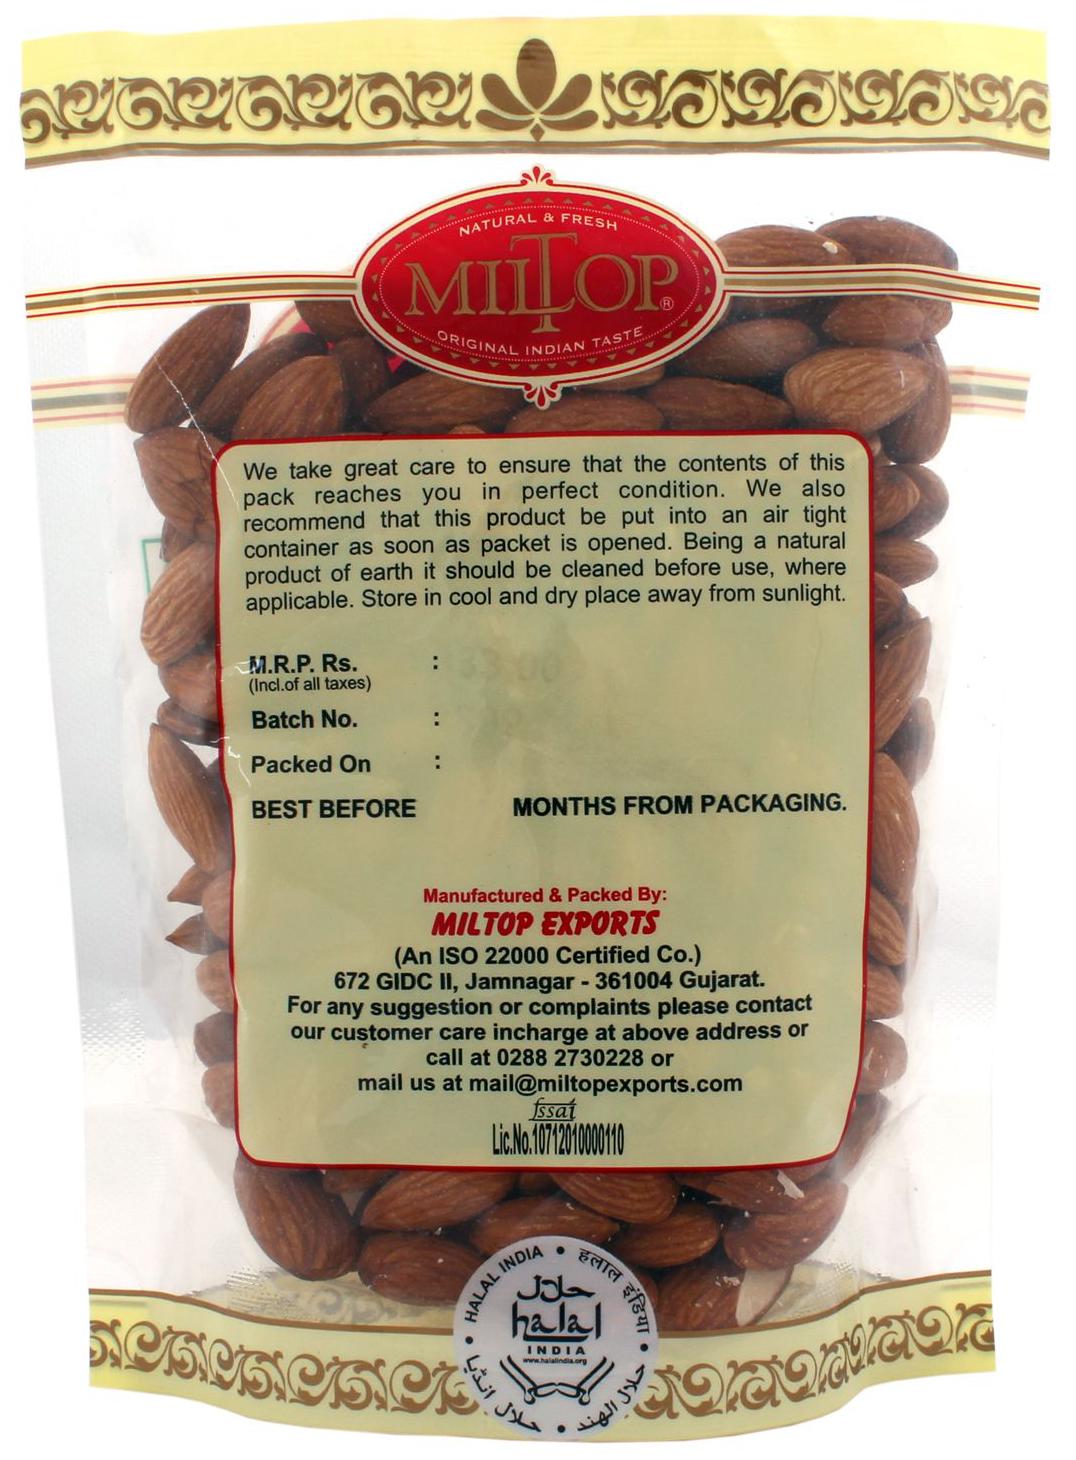 NATURAL & FRESH
MILTOP®
ORIGINAL INDIAN TASTE
We take great care to ensure that the contents of this
pack reaches you in perfect condition. We also
recommend that this product be put into an air tight
container as soon as packet is opened. Being a natural
product of earth it should be cleaned before use, where
applicable. Store in cool and dry place away from sunlight.
M.R.P. Rs. :
(Incl.of all taxes)
Batch No. :
Packed On :
BEST BEFORE MONTHS FROM PACKAGING.
Manufactured & Packed By:
MILTOP EXPORTS
(An ISO 22000 Certified Co.)
672 GIDC II, Jamnagar - 361004 Gujarat.
For any suggestion or complaints please contact
our customer care incharge at above address or
call at 0288 2730228 or
mail us at mail@miltopexports.com
fssai
Lic.No.10712010000110
HALAL INDIA • हलाल इंडिया
حلال
halal
INDIA
www.halalindia.org
حلال انڈیا • حلال الهند